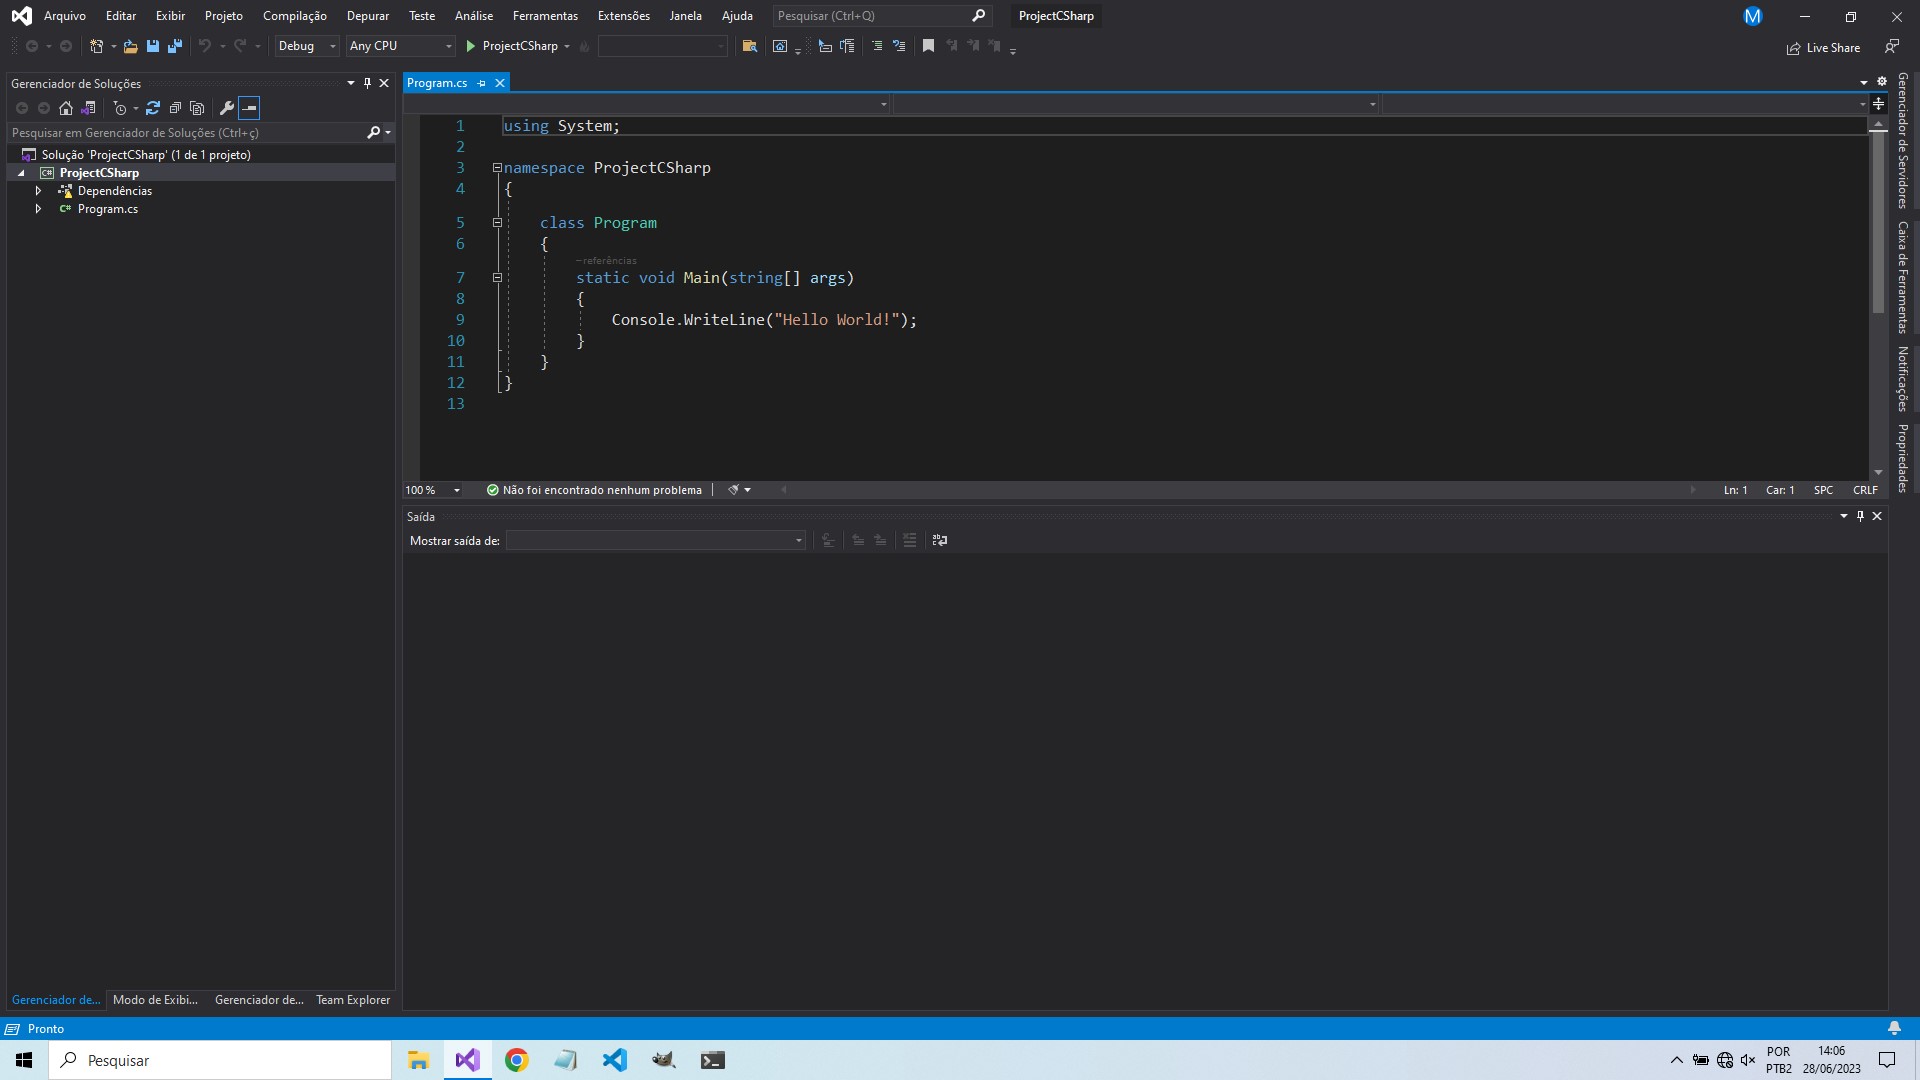 Arquivo Editar Exibir Projeto Compilação Depurar Teste Análise Ferramentas Extensões Janela Ajuda Pesquisar (Ctrl+Q) ProjectCSharp M
Debug Any CPU ProjectCSharp Live Share
Gerenciador de Soluções
Pesquisar em Gerenciador de Soluções (Ctrl+ç)
Solução 'ProjectCSharp' (1 de 1 projeto)
ProjectCSharp
Dependências
C# Program.cs
Gerenciador de... Modo de Exibi... Gerenciador de... Team Explorer
Program.cs
1 using System;
2
3 namespace ProjectCSharp
4 {
5 class Program
6 {
–referências
7 static void Main(string[] args)
8 {
9 Console.WriteLine("Hello World!");
10 }
11 }
12 }
13
100 % Não foi encontrado nenhum problema Ln: 1 Car: 1 SPC CRLF
Saída
Mostrar saída de:
Gerenciador de Servidores
Caixa de Ferramentas
Notificações
Propriedades
Pronto
Pesquisar
POR
PTB2
14:06
28/06/2023